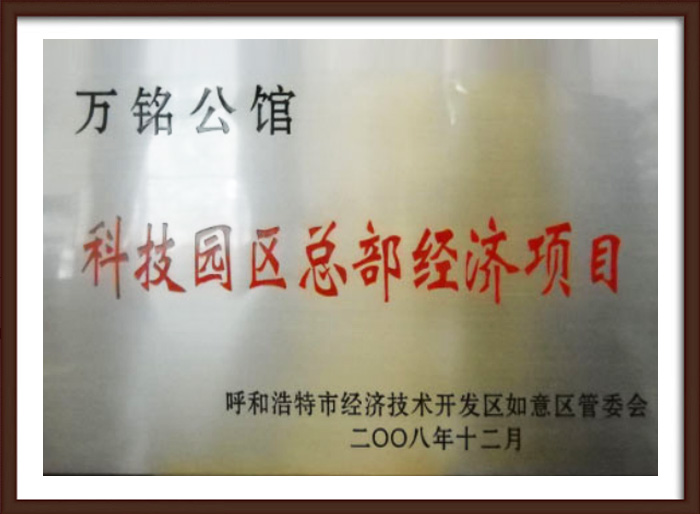 万铭公馆
科技园区总部经济项目
呼和浩特市经济技术开发区如意区管委会
二〇〇八年十二月